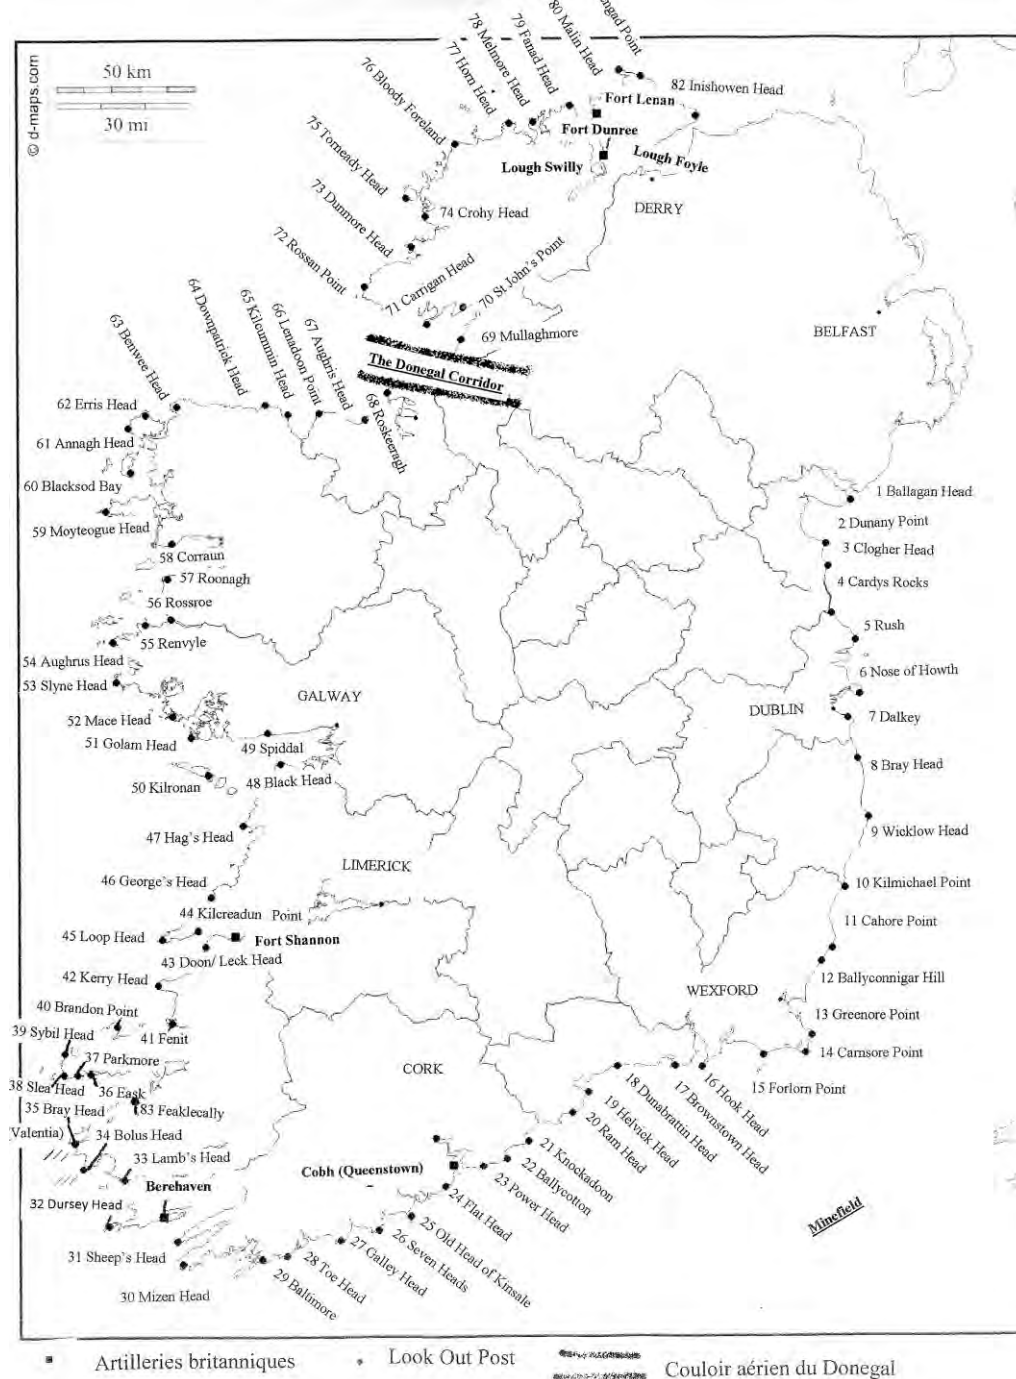 © d-maps.com
50 km
30 mi
80 Malin Head
79 Fanad Head
78 Melmore Head
77 Horn Head
76 Bloody Foreland
75 Torneady Head
73 Dunmore Head
72 Rossan Point
82 Inishowen Head
Fort Lenan
Fort Dunree
Lough Swilly
Lough Foyle
DERRY
74 Crohy Head
71 Carrigan Head
70 St John's Point
69 Mullaghmore
The Donegal Corridor
BELFAST
64 Downpatrick Head
65 Kilcummin Head
66 Lenadoon Point
67 Aughris Head
68 Roskeeragh
63 Benwee Head
62 Erris Head
61 Annagh Head
60 Blacksod Bay
59 Moyteogue Head
58 Corraun
57 Roonagh
56 Rossroe
55 Renvyle
54 Aughrus Head
53 Slyne Head
52 Mace Head
51 Golam Head
50 Kilronan
49 Spiddal
48 Black Head
GALWAY
47 Hag's Head
46 George's Head
LIMERICK
44 Kilcreadun Point
45 Loop Head
Fort Shannon
43 Doon/ Leck Head
42 Kerry Head
40 Brandon Point
41 Fenit
39 Sybil Head
37 Parkmore
38 Slea Head
36 Eask
35 Bray Head
Valentia)
83 Feaklecally
34 Bolus Head
33 Lamb's Head
Berehaven
32 Dursey Head
31 Sheep's Head
30 Mizen Head
29 Baltimore
28 Toe Head
27 Galley Head
26 Seven Heads
25 Old Head of Kinsale
24 Flat Head
23 Power Head
22 Ballycotton
21 Knockadoon
Cobh (Queenstown)
CORK
20 Ram Head
19 Helvick Head
18 Dunabrattin Head
17 Brownstown Head
16 Hook Head
15 Forlorn Point
14 Carnsore Point
13 Greenore Point
WEXFORD
12 Ballyconnigar Hill
11 Cahore Point
10 Kilmichael Point
9 Wicklow Head
8 Bray Head
7 Dalkey
DUBLIN
6 Nose of Howth
5 Rush
4 Cardys Rocks
3 Clogher Head
2 Dunany Point
1 Ballagan Head
Minefield
Artilleries britanniques
Look Out Post
Couloir aérien du Donegal